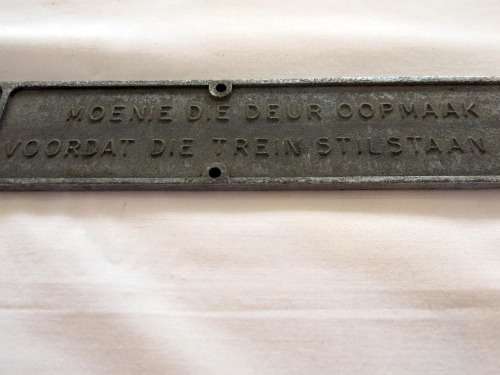 MOENIE DIE DEUR OOPMAAK
VOORDAT DIE TREIN STILSTAAN